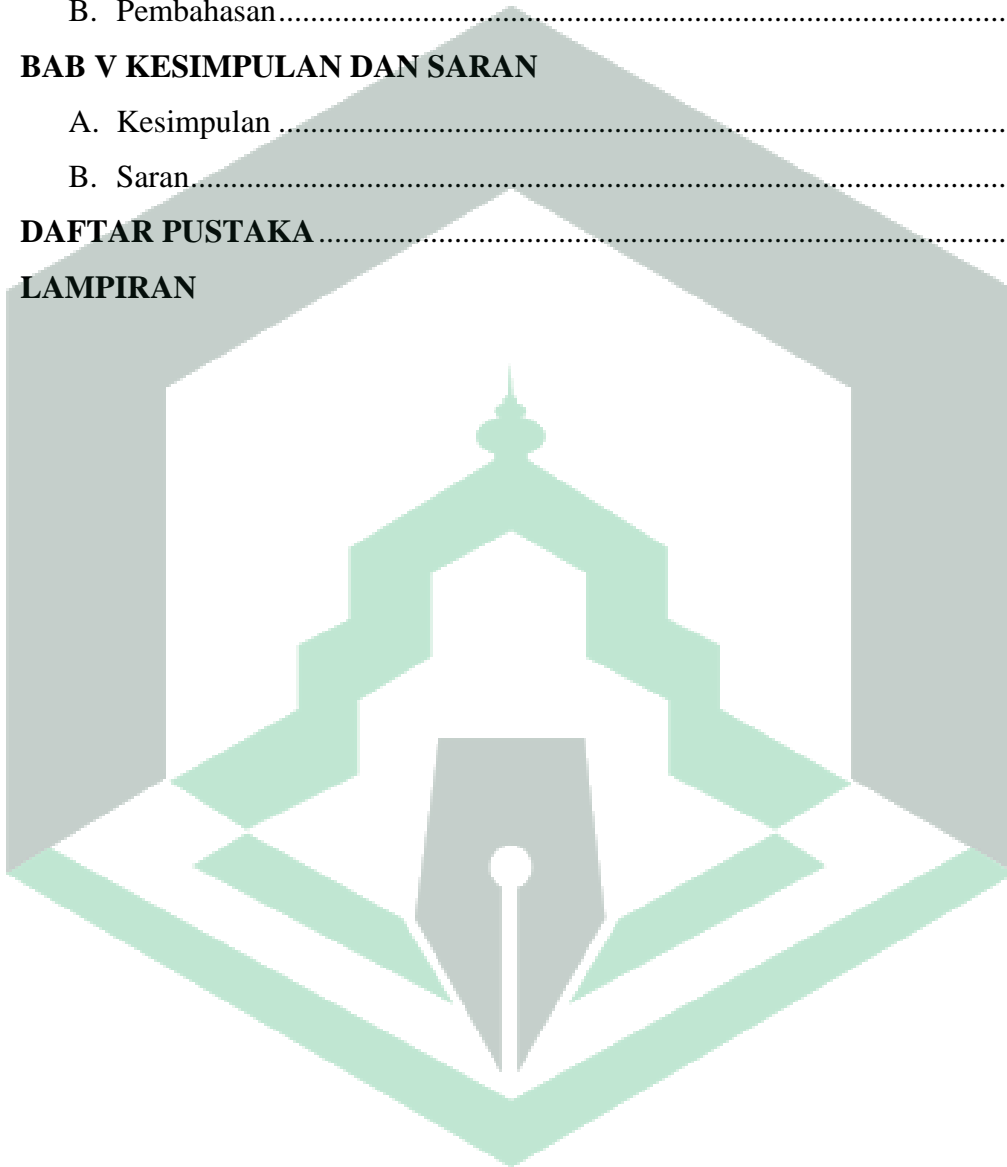 B. Pembahasan..........................................................................................
BAB V KESIMPULAN DAN SARAN
A. Kesimpulan ..........................................................................................
B. Saran..........................................................................................
DAFTAR PUSTAKA..........................................................................................
LAMPIRAN